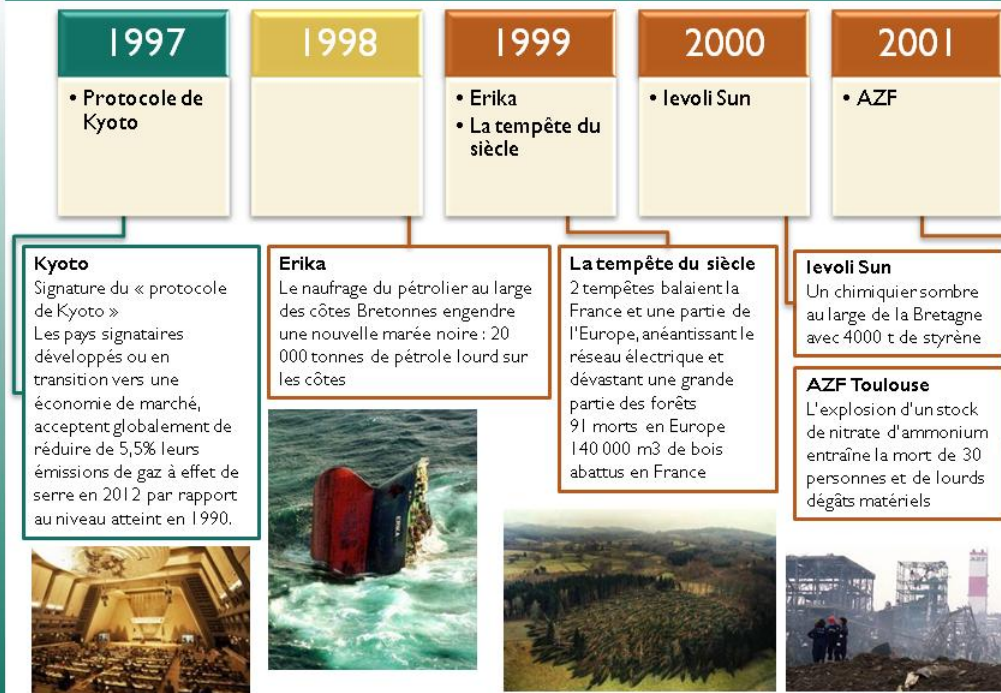 1997
1998
1999
2000
2001
• Protocole de
Kyoto
• Erika
• La tempête du
siècle
• Ievoli Sun
• AZF
Kyoto
Signature du « protocole
de Kyoto »
Les pays signataires
développés ou en
transition vers une
économie de marché,
acceptent globalement de
réduire de 5,5% leurs
émissions de gaz à effet de
serre en 2012 par rapport
au niveau atteint en 1990.
Erika
Le naufrage du pétrolier au large
des côtes Bretonnes engendre
une nouvelle marée noire : 20
000 tonnes de pétrole lourd sur
les côtes
La tempête du siècle
2 tempêtes balaient la
France et une partie de
l'Europe, anéantissant le
réseau électrique et
dévastant une grande
partie des forêts
91 morts en Europe
140 000 m3 de bois
abattus en France
Ievoli Sun
Un chimiquier sombre
au large de la Bretagne
avec 4000 t de styrène
AZF Toulouse
L'explosion d'un stock
de nitrate d'ammonium
entraîne la mort de 30
personnes et de lourds
dégâts matériels
ERIKA
AZF